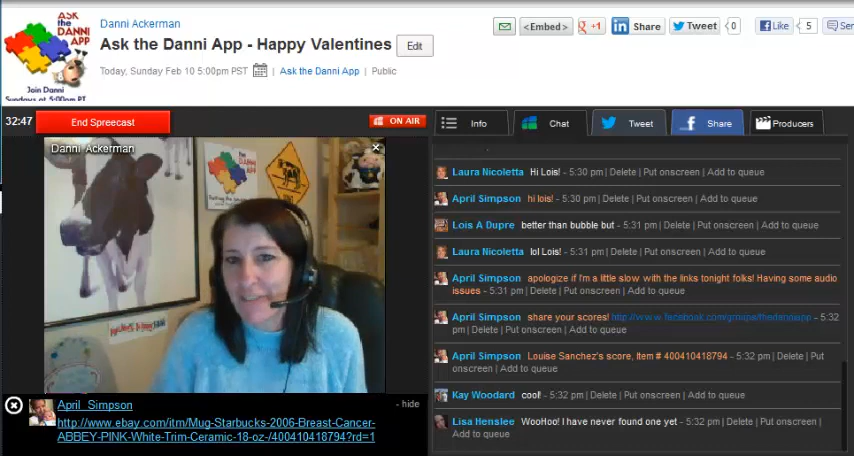 ASK
the
DANNI
APP
Join Danni
Sundays at 5:00pm PT
Danni Ackerman
Ask the Danni App - Happy Valentines
Edit
Today, Sunday Feb 10 5:00pm PST | Ask the Danni App | Public
<Embed>
g +1
in Share
Tweet
0
Like
5
32:47
End Spreecast
ON AIR
Danni Ackerman
Info
Chat
Tweet
Share
Producers
Laura Nicoletta Hi Lois! - 5:30 pm | Delete | Put onscreen | Add to queue
April Simpson hi lois! - 5:30 pm | Delete | Put onscreen | Add to queue
Lois A Dupre better than bubble but - 5:31 pm | Delete | Put onscreen | Add to queue
Laura Nicoletta lol Lois! - 5:31 pm | Delete | Put onscreen | Add to queue
April Simpson apologize if I'm a little slow with the links tonight folks! Having some audio
issues - 5:31 pm | Delete | Put onscreen | Add to queue
April Simpson share your scores! http://www.facebook.com/groups/thedanniapp - 5:32
pm | Delete | Put onscreen | Add to queue
April Simpson Louise Sanchez's score, Item # 400410418794 - 5:32 pm | Delete | Put
onscreen | Add to queue
Kay Woodard cool! - 5:32 pm | Delete | Put onscreen | Add to queue
Lisa Henslee WooHoo! I have never found one yet - 5:32 pm | Delete | Put onscreen |
Add to queue
April Simpson
- hide
http://www.ebay.com/itm/Mug-Starbucks-2006-Breast-Cancer-
ABBEY-PINK-White-Trim-Ceramic-18-oz-/400410418794?rd=1